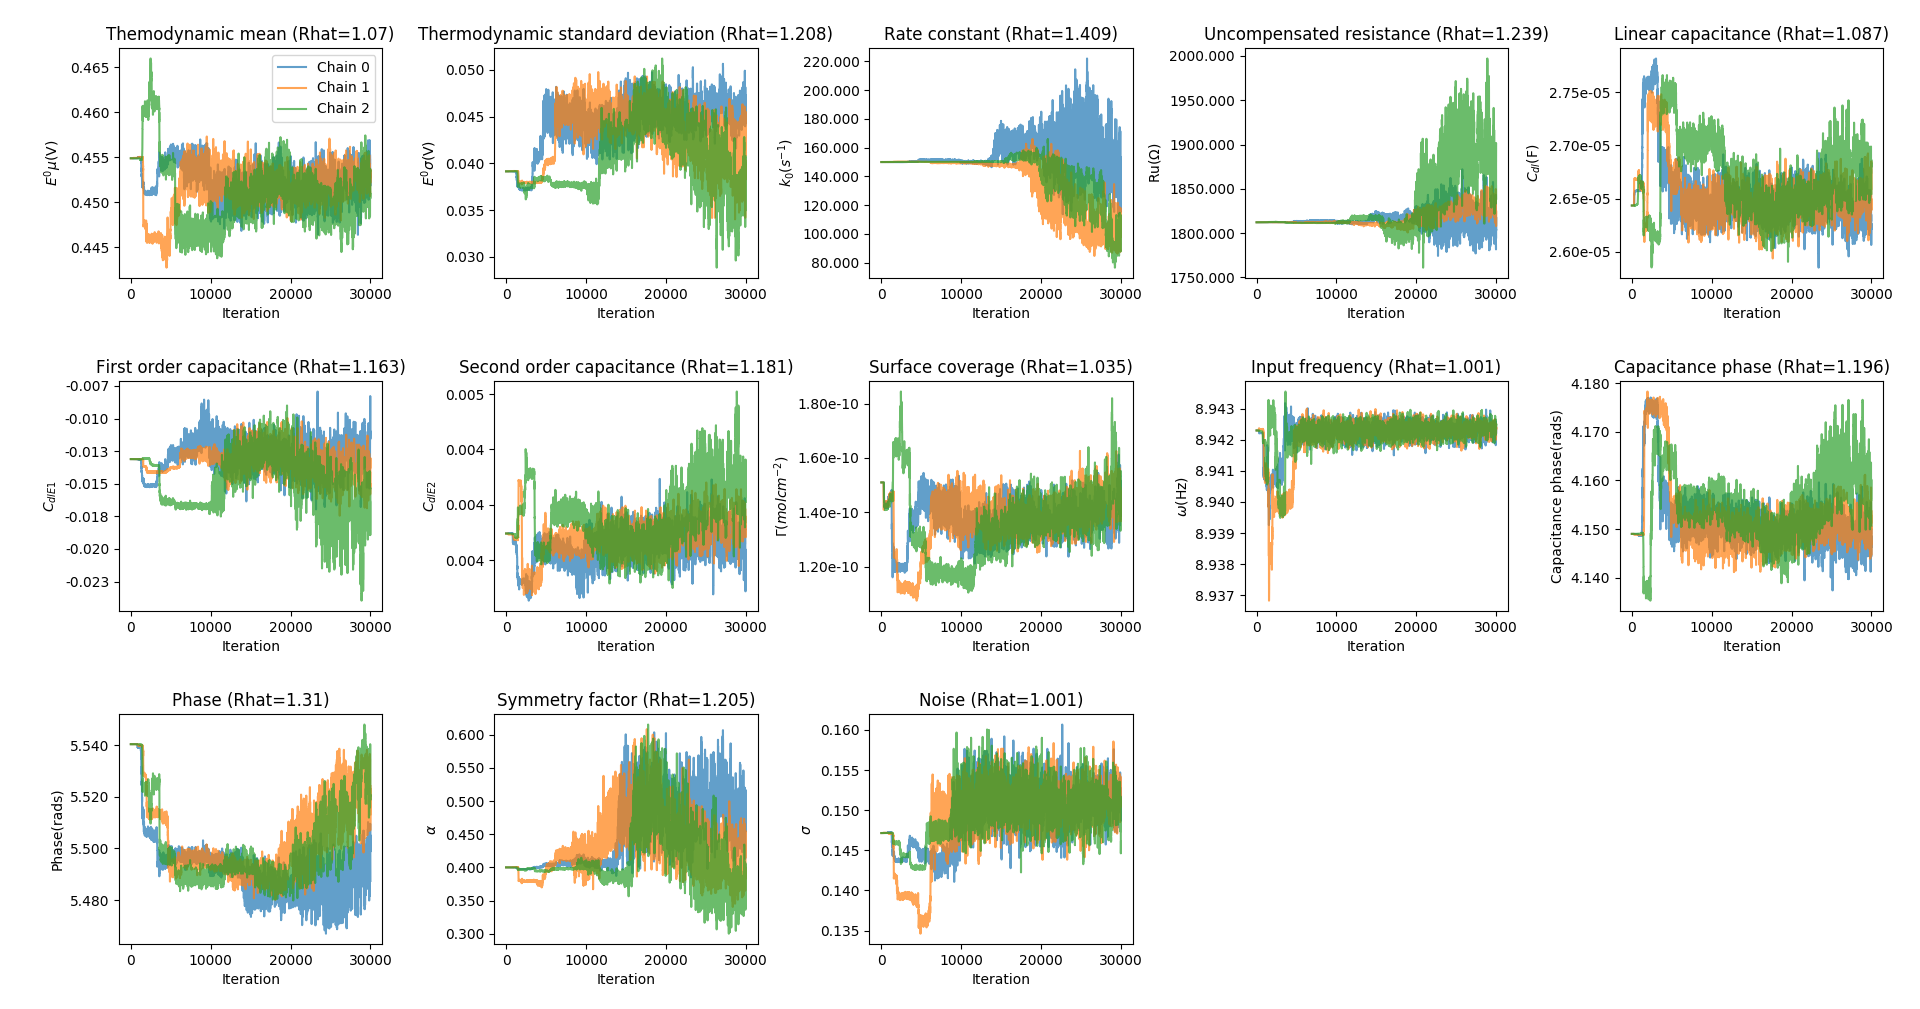 Themodynamic mean (Rhat=1.07)
Thermodynamic standard deviation (Rhat=1.208)
Rate constant (Rhat=1.409)
Uncompensated resistance (Rhat=1.239)
Linear capacitance (Rhat=1.087)
Chain 0
Chain 1
Chain 2
E⁰μ(V)
0.465
0.460
0.455
0.450
0.445
0 10000 20000 30000
Iteration
E⁰σ(V)
0.050
0.045
0.040
0.035
0.030
0 10000 20000 30000
Iteration
k₀(s⁻¹)
220.000
200.000
180.000
160.000
140.000
120.000
100.000
80.000
0 10000 20000 30000
Iteration
Ru(Ω)
2000.000
1950.000
1900.000
1850.000
1800.000
1750.000
0 10000 20000 30000
Iteration
C_dl(F)
2.75e-05
2.70e-05
2.65e-05
2.60e-05
0 10000 20000 30000
Iteration
First order capacitance (Rhat=1.163)
Second order capacitance (Rhat=1.181)
Surface coverage (Rhat=1.035)
Input frequency (Rhat=1.001)
Capacitance phase (Rhat=1.196)
C_dlE1
-0.007
-0.010
-0.013
-0.015
-0.018
-0.020
-0.023
0 10000 20000 30000
Iteration
C_dlE2
0.005
0.004
0.004
0.004
0 10000 20000 30000
Iteration
Γ(molcm⁻²)
1.80e-10
1.60e-10
1.40e-10
1.20e-10
0 10000 20000 30000
Iteration
ω(Hz)
8.943
8.942
8.941
8.940
8.939
8.938
8.937
0 10000 20000 30000
Iteration
Capacitance phase(rads)
4.180
4.170
4.160
4.150
4.140
0 10000 20000 30000
Iteration
Phase (Rhat=1.31)
Symmetry factor (Rhat=1.205)
Noise (Rhat=1.001)
Phase(rads)
5.540
5.520
5.500
5.480
0 10000 20000 30000
Iteration
α
0.600
0.550
0.500
0.450
0.400
0.350
0.300
0 10000 20000 30000
Iteration
σ
0.160
0.155
0.150
0.145
0.140
0.135
0 10000 20000 30000
Iteration